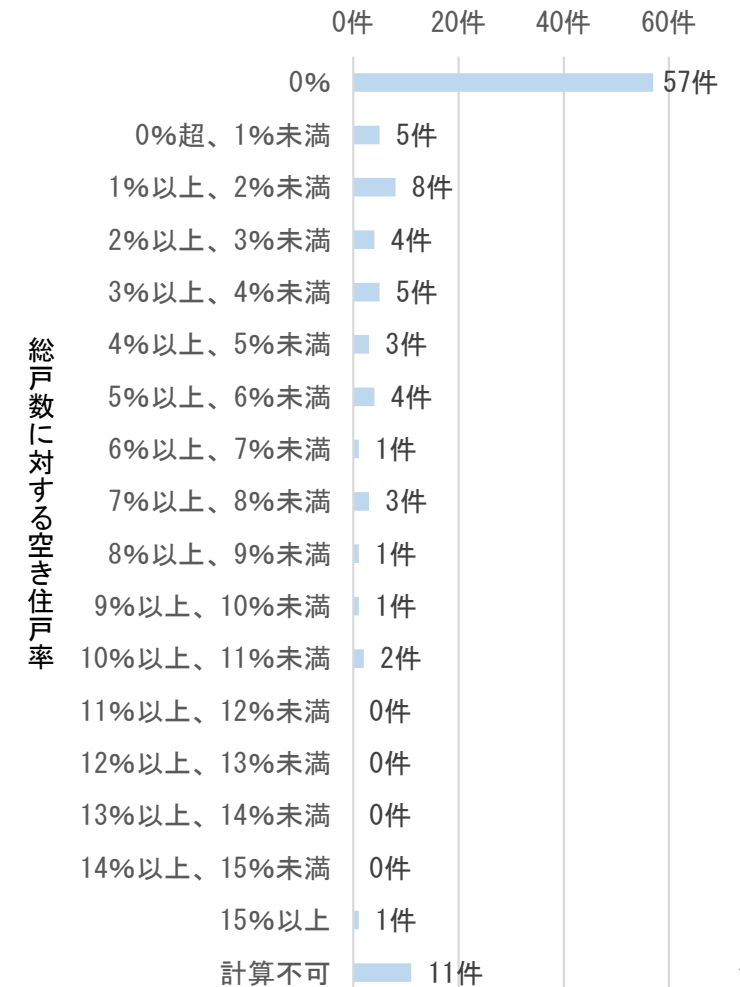 0件 20件 40件 60件
総戸数に対する空き住戸率
0% 57件
0%超、1%未満 5件
1%以上、2%未満 8件
2%以上、3%未満 4件
3%以上、4%未満 5件
4%以上、5%未満 3件
5%以上、6%未満 4件
6%以上、7%未満 1件
7%以上、8%未満 3件
8%以上、9%未満 1件
9%以上、10%未満 1件
10%以上、11%未満 2件
11%以上、12%未満 0件
12%以上、13%未満 0件
13%以上、14%未満 0件
14%以上、15%未満 0件
15%以上 1件
計算不可 11件